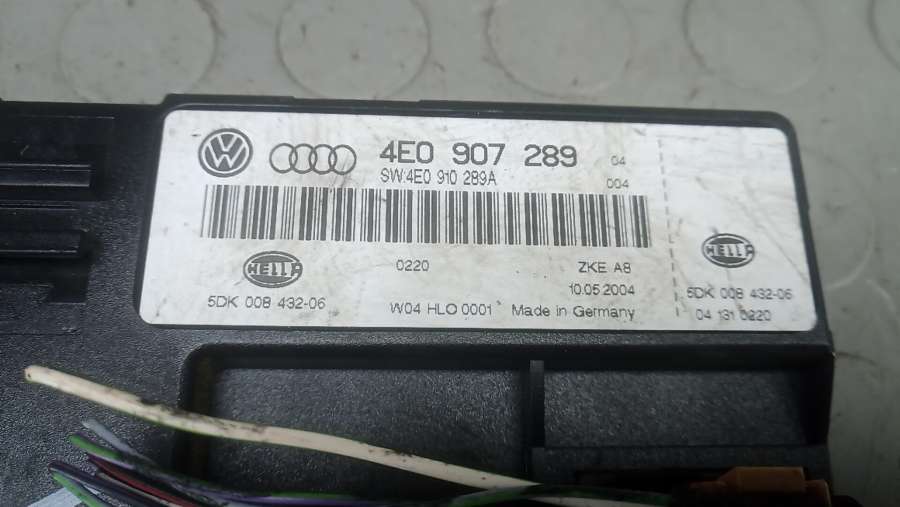 4E0 907 289 04
SW:4E0 910 289A 004
HELLA 0220 ZKE A8
10.05.2004
5DK 008 432-06 W04 HLO 0001 Made in Germany
HELLA
5DK 008 432-06
04 131 0220